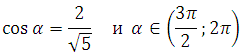 cos α = 2/√5 и α ∈ (3π/2; 2π)